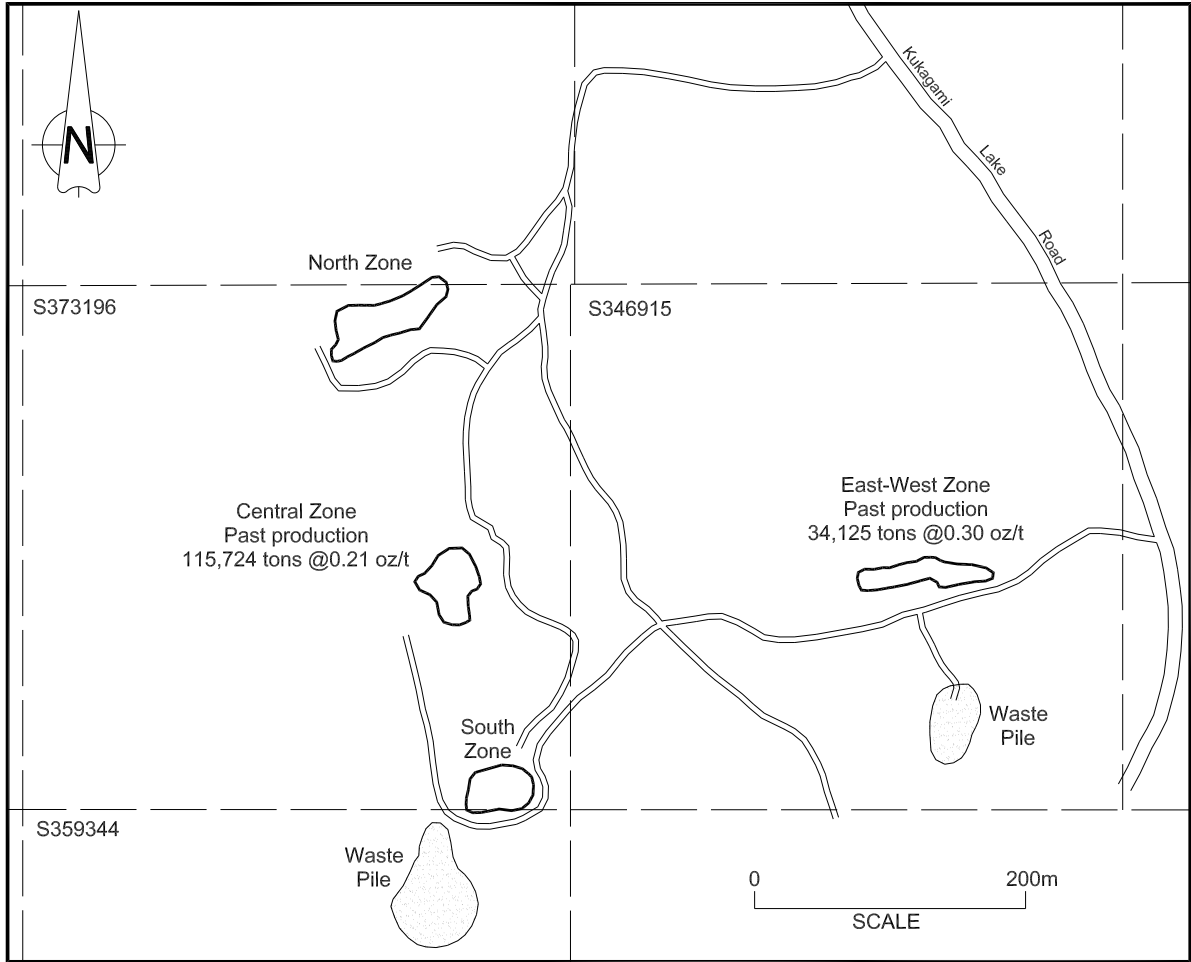 Kukagami
Lake
Road
N
North Zone
S373196
S346915
East-West Zone
Past production
34,125 tons @0.30 oz/t
Central Zone
Past production
115,724 tons @0.21 oz/t
South
Zone
Waste
Pile
S359344
Waste
Pile
0
200m
SCALE